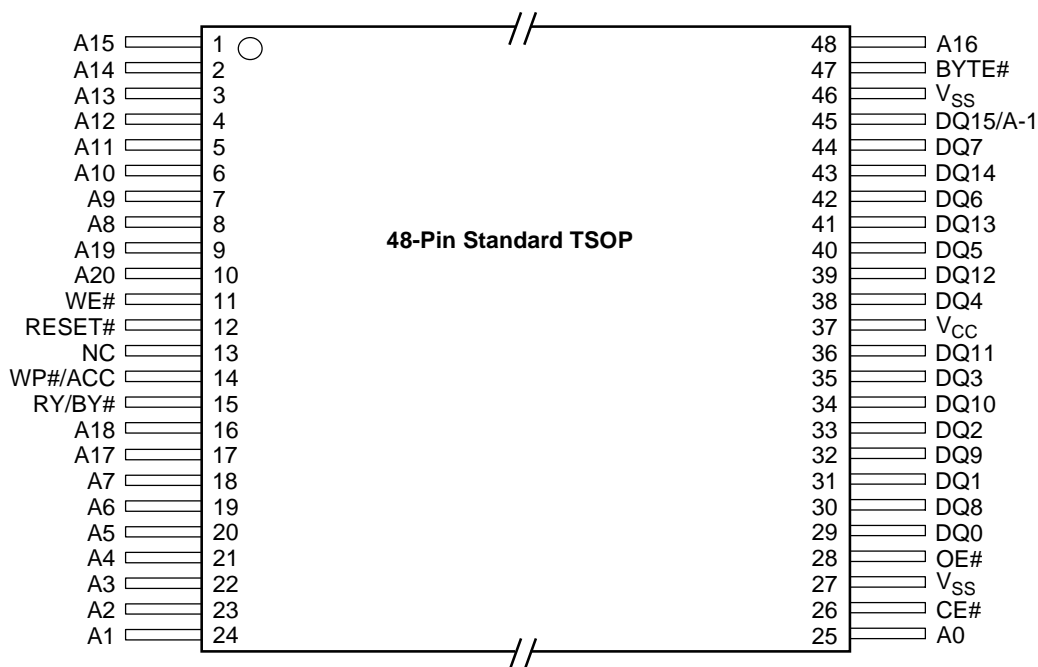 A15 1 48 A16
A14 2 47 BYTE#
A13 3 46 VSS
A12 4 45 DQ15/A-1
A11 5 44 DQ7
A10 6 43 DQ14
A9 7 42 DQ6
A8 8 41 DQ13
48-Pin Standard TSOP
A19 9 40 DQ5
A20 10 39 DQ12
WE# 11 38 DQ4
RESET# 12 37 VCC
NC 13 36 DQ11
WP#/ACC 14 35 DQ3
RY/BY# 15 34 DQ10
A18 16 33 DQ2
A17 17 32 DQ9
A7 18 31 DQ1
A6 19 30 DQ8
A5 20 29 DQ0
A4 21 28 OE#
A3 22 27 VSS
A2 23 26 CE#
A1 24 25 A0